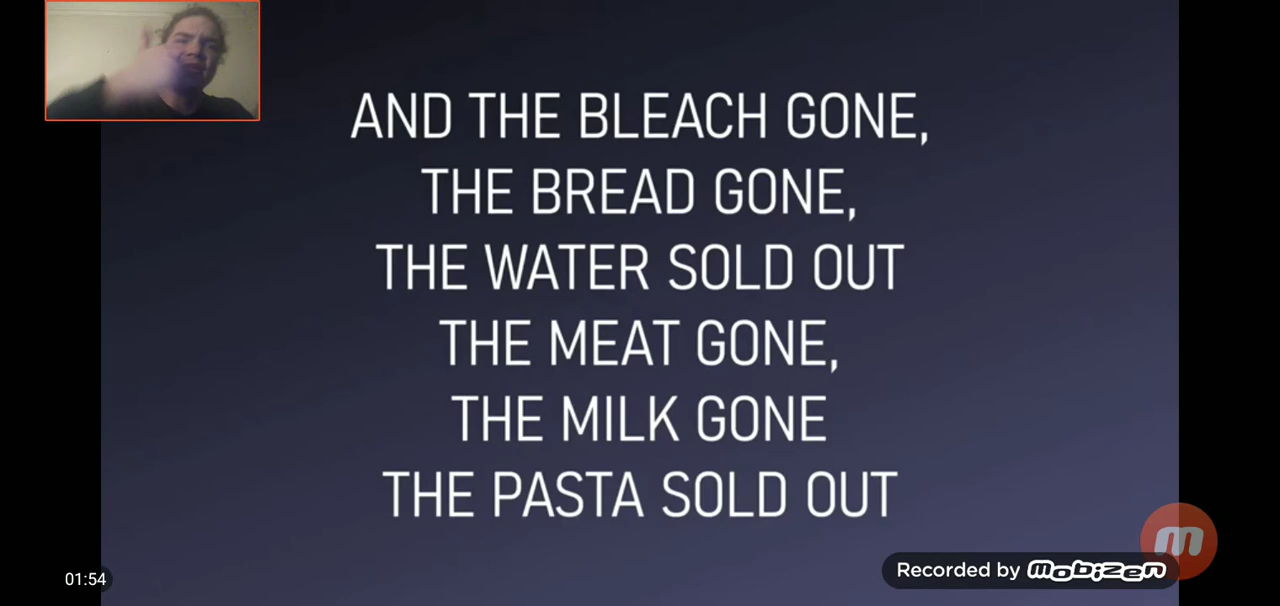 AND THE BLEACH GONE,
THE BREAD GONE,
THE WATER SOLD OUT
THE MEAT GONE,
THE MILK GONE
THE PASTA SOLD OUT
01:54
Recorded by mobizen
m